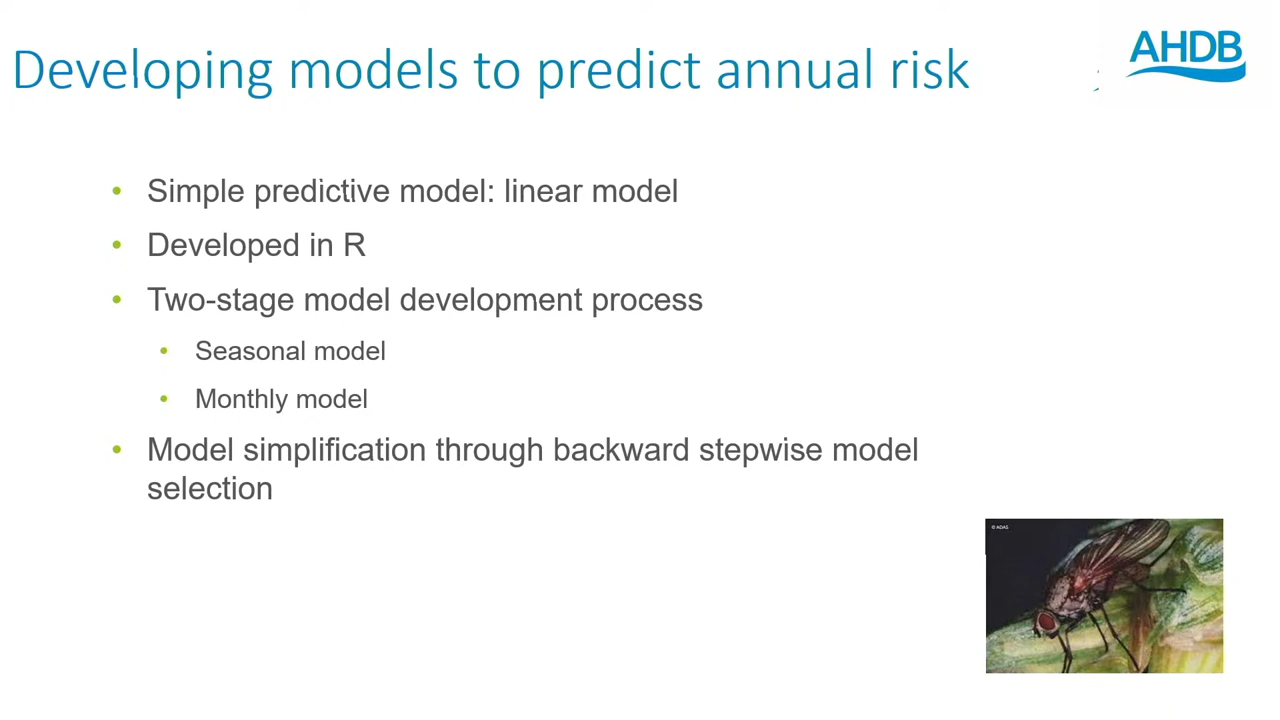 Developing models to predict annual risk
AHDB
• Simple predictive model: linear model
• Developed in R
• Two-stage model development process
• Seasonal model
• Monthly model
• Model simplification through backward stepwise model
selection
© ADAS